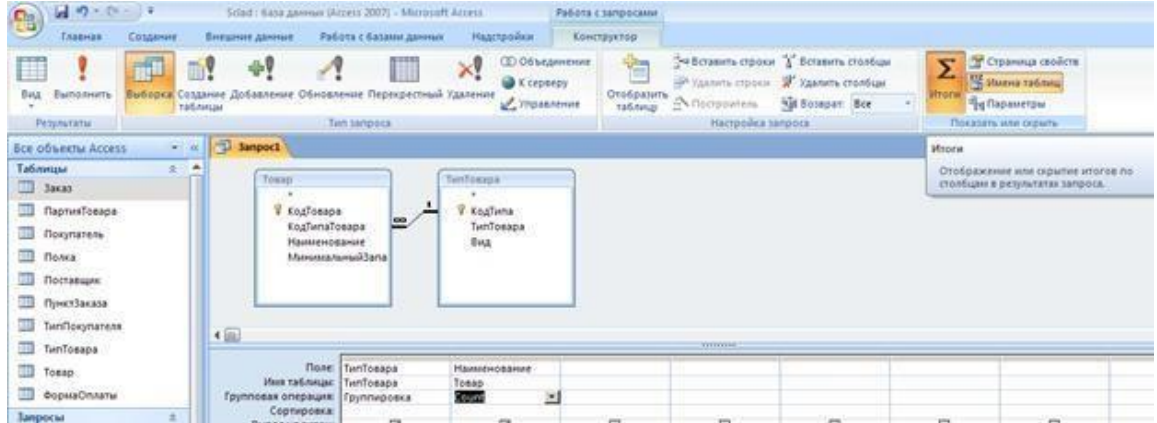 Sclad : база данных (Access 2007) - Microsoft Access
Работа с запросами
Главная Создание Внешние данные Работа с базами данных Надстройки Конструктор
Вид Выполнить
Результаты
Выборка Создание таблицы Добавление Обновление Перекрестный Удаление
Объединение
К серверу
Управление
Тип запроса
Отобразить таблицу
Вставить строки Вставить столбцы
Удалить строки Удалить столбцы
Построитель Возврат: Все
Настройка запроса
Итоги
Страница свойств
Имена таблиц
Параметры
Показать или скрыть
Все объекты Access
Запрос1
Итоги
Отображение или скрытие итогов по
столбцам в результатах запроса.
Таблицы
Заказ
ПартияТовара
Покупатель
Полка
Поставщик
ПунктЗаказа
ТипПокупателя
ТипТовара
Товар
ФормаОплаты
Запросы
Товар
*
КодТовара
КодТипаТовара
Наименование
МинимальныйЗапа
ТипТовара
*
КодТипа
ТипТовара
Вид
Поле: ТипТовара Наименование
Имя таблицы: ТипТовара Товар
Групповая операция: Группировка Count
Сортировка: